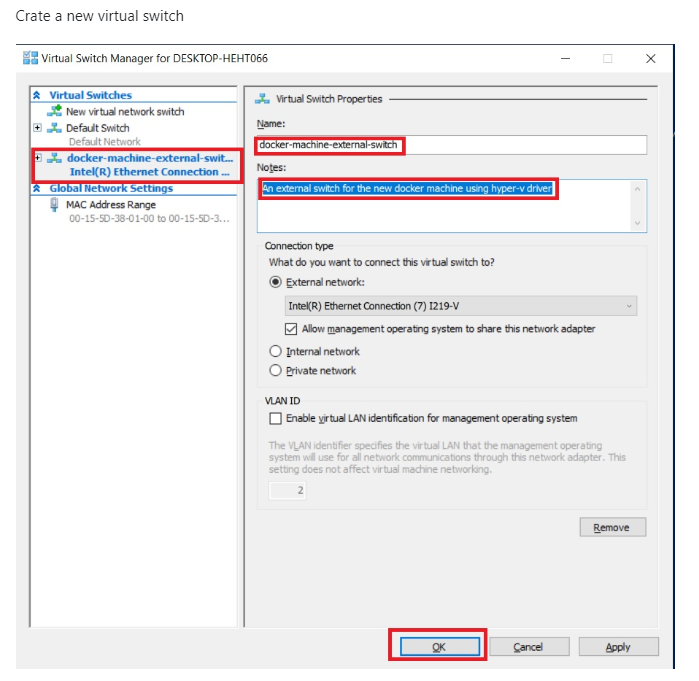 Crate a new virtual switch
Virtual Switch Manager for DESKTOP-HEHT066
Virtual Switches
New virtual network switch
Default Switch
Default Network
docker-machine-external-swit...
Intel(R) Ethernet Connection ...
Global Network Settings
MAC Address Range
00-15-5D-38-01-00 to 00-15-5D-3...
Virtual Switch Properties
Name:
docker-machine-external-switch
Notes:
An external switch for the new docker machine using hyper-v driver
Connection type
What do you want to connect this virtual switch to?
External network:
Intel(R) Ethernet Connection (7) I219-V
Allow management operating system to share this network adapter
Internal network
Private network
VLAN ID
Enable virtual LAN identification for management operating system
The VLAN identifier specifies the virtual LAN that the management operating
system will use for all network communications through this network adapter. This
setting does not affect virtual machine networking.
2
Remove
OK
Cancel
Apply